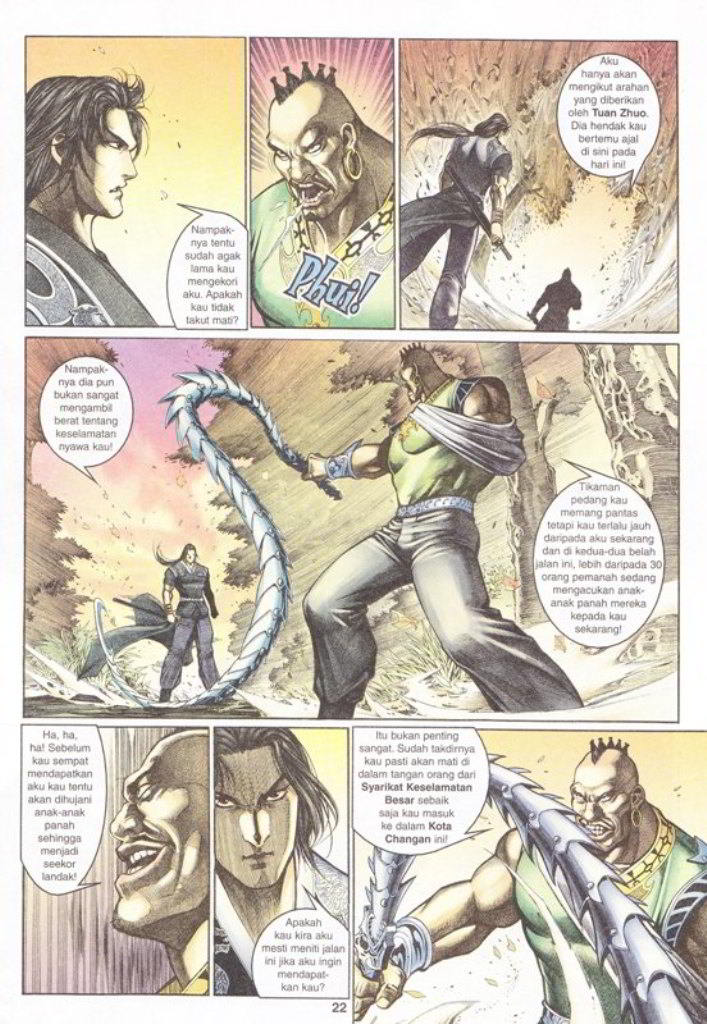 Nampak-
nya tentu
sudah agak
lama kau
mengekori
aku. Apakah
kau tidak
takut mati?
Phui!
Aku
hanya akan
mengikut arahan
yang diberikan
oleh Tuan Zhuo.
Dia hendak kau
bertemu ajal
di sini pada
hari ini!
Nampak-
nya dia pun
bukan sangat
mengambil
berat tentang
keselamatan
nyawa kau!
Tikaman
pedang kau
memang pantas
tetapi kau terlalu jauh
daripada aku sekarang
dan di kedua-dua belah
jalan ini, lebih daripada 30
orang pemanah sedang
mengacukan anak-
anak panah mereka
kepada kau
sekarang!
Ha, ha,
ha! Sebelum
kau sempat
mendapatkan
aku kau tentu
akan dihujani
anak-anak
panah
sehingga
menjadi
seekor
landak!
Apakah
kau kira aku
mesti meniti jalan
ini jika aku ingin
mendapat-
kan kau?
Itu bukan penting
sangat. Sudah takdirnya
kau pasti akan mati di
dalam tangan orang dari
Syarikat Keselamatan
Besar sebaik
saja kau masuk
ke dalam Kota
Changan ini!
22